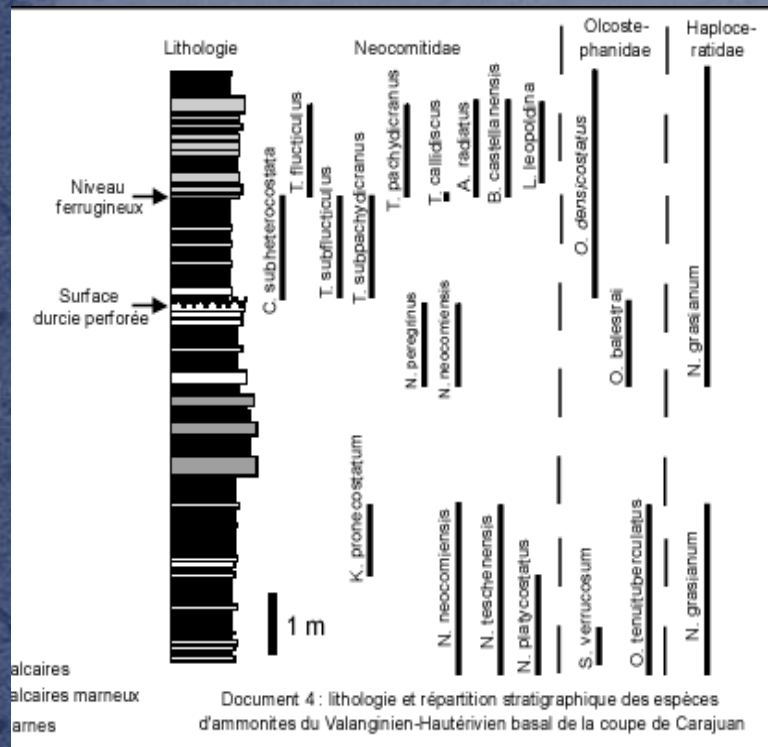 Lithologie
Neocomitidae
Olcoste-
phanidae
Haploce-
ratidae
Niveau
ferrugineux
Surface
durcie perforée
C. subheterocostata
T. flucticulus
T. subflucticulus
T. subpachydicranus
T. pachydicranus
T. callidiscus
A. radiatus
B. castellanensis
L. leopoldina
O. densicostatus
N. peregrinus
N. neocomiensis
O. balestrai
N. grasianum
K. pronecostatum
N. neocomiensis
N. teschenensis
N. platycostatus
S. verrucosum
O. tenuituberculatus
N. grasianum
1 m
alcaires
alcaires marneux
arnes
Document 4 : lithologie et répartition stratigraphique des espèces
d'ammonites du Valanginien-Hautérivien basal de la coupe de Carajuan